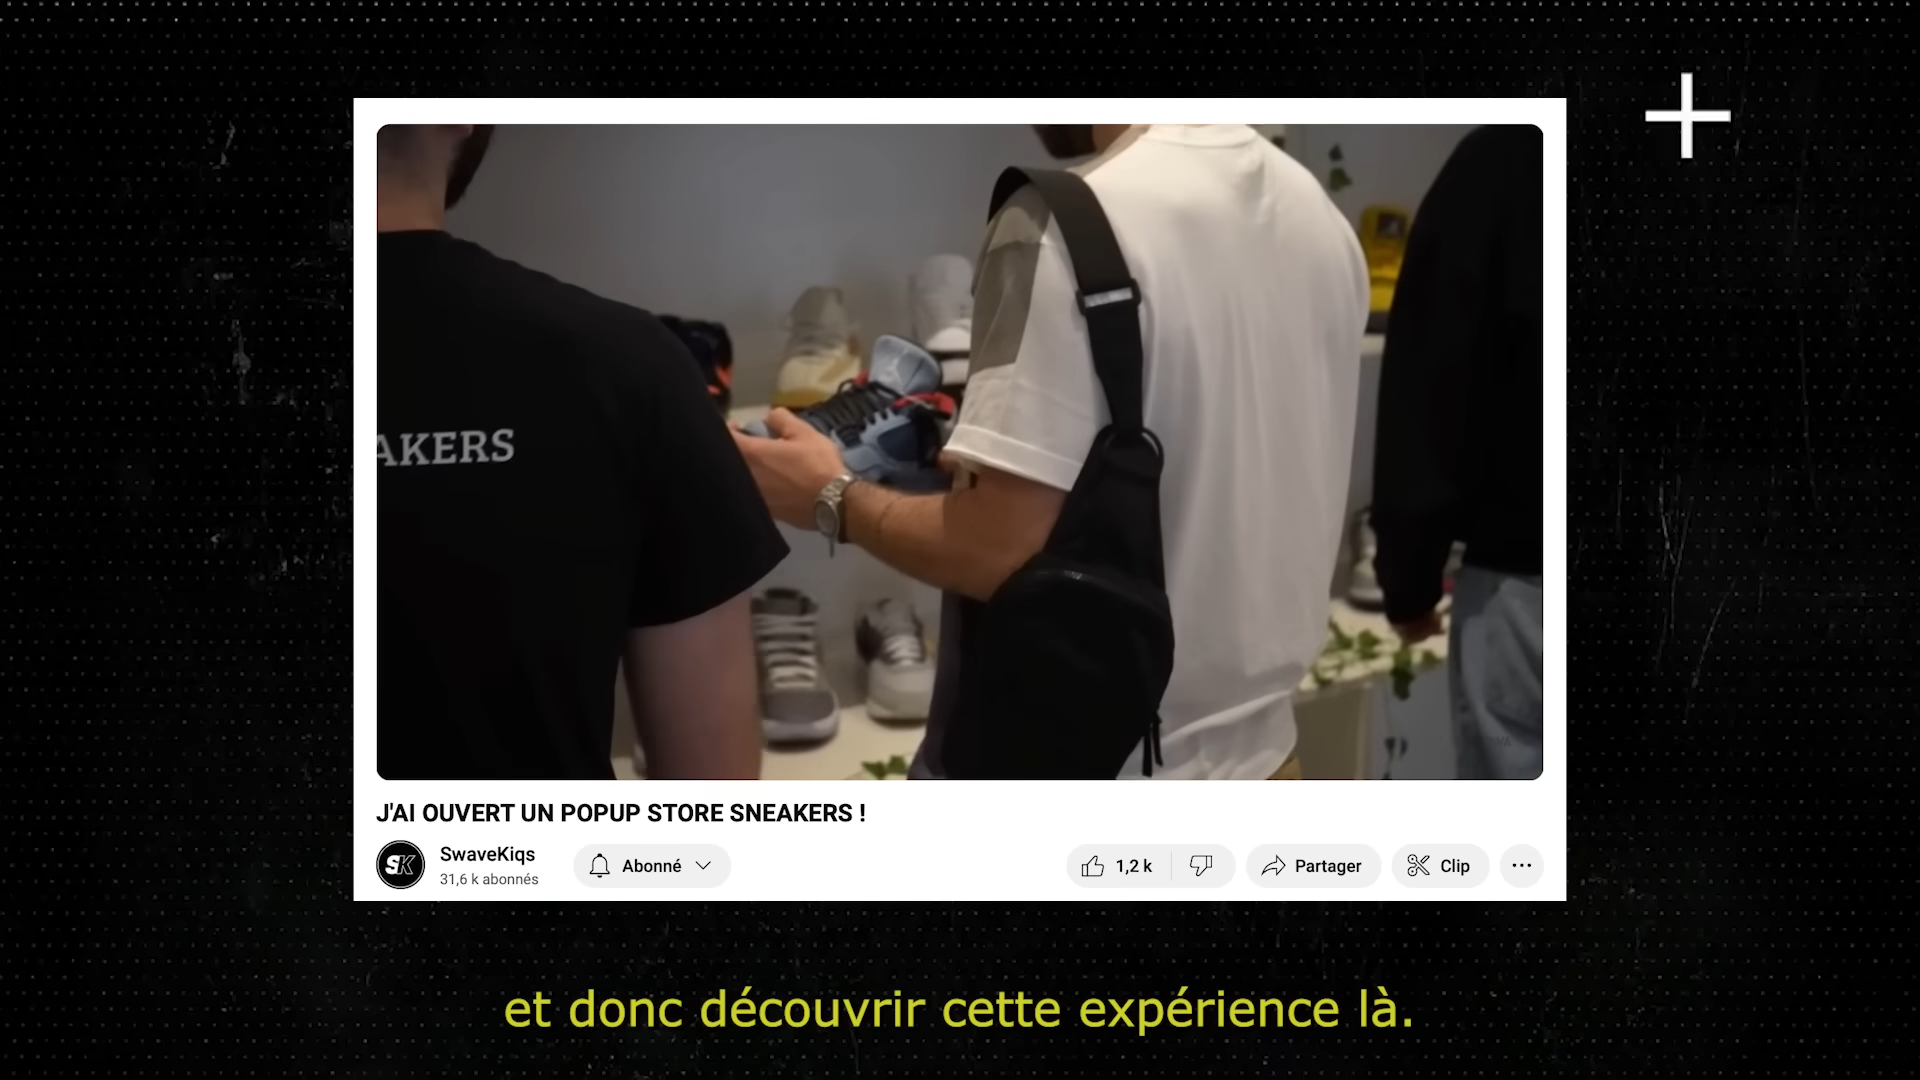 AKERS
J'AI OUVERT UN POPUP STORE SNEAKERS !
SK
SwaveKiqs
31,6 k abonnés
Abonné
1,2 k
Partager
Clip
et donc découvrir cette expérience là.